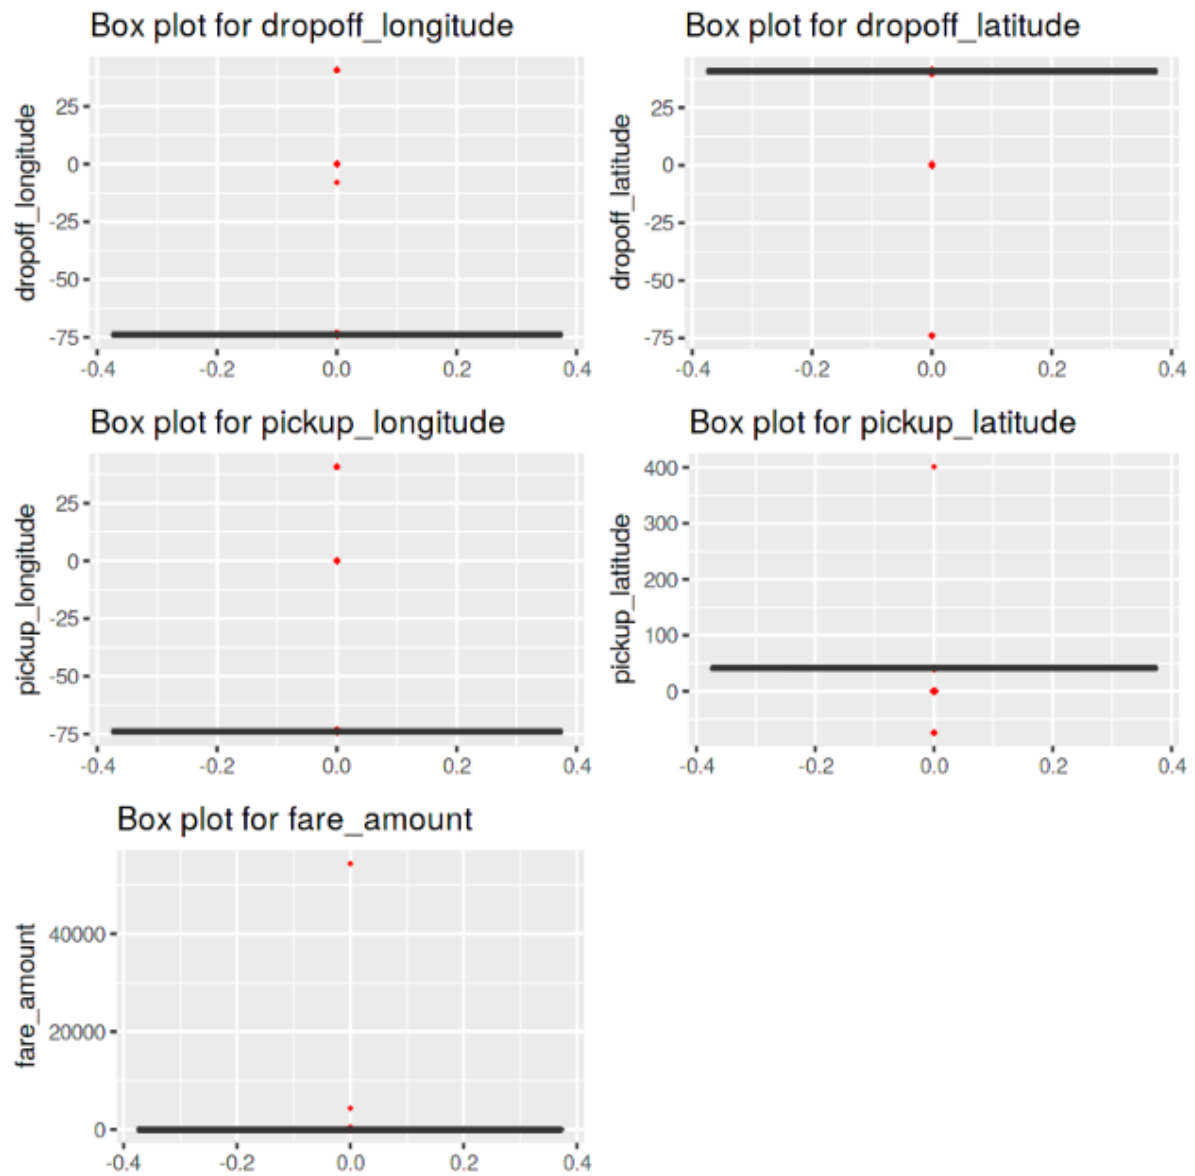 Box plot for dropoff_longitude
dropoff_longitude
25
0
-25
-50
-75
-0.4 -0.2 0.0 0.2 0.4
Box plot for dropoff_latitude
dropoff_latitude
25
0
-25
-50
-75
-0.4 -0.2 0.0 0.2 0.4
Box plot for pickup_longitude
pickup_longitude
25
0
-25
-50
-75
-0.4 -0.2 0.0 0.2 0.4
Box plot for pickup_latitude
pickup_latitude
400
300
200
100
0
-0.4 -0.2 0.0 0.2 0.4
Box plot for fare_amount
fare_amount
40000
20000
0
-0.4 -0.2 0.0 0.2 0.4